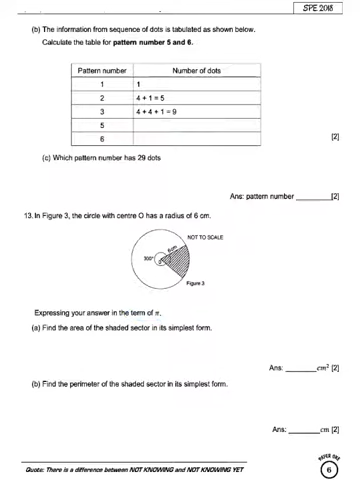 SPE 2018
(b) The information from sequence of dots is tabulated as shown below.
Calculate the table for pattern number 5 and 6.
Pattern number Number of dots
1 1
2 4 + 1 = 5
3 4 + 4 + 1 = 9
5
6
[2]
(c) Which pattern number has 29 dots
Ans: pattern number ________[2]
13. In Figure 3, the circle with centre O has a radius of 6 cm.
NOT TO SCALE
6cm
300°
O
Figure 3
Expressing your answer in the term of π.
(a) Find the area of the shaded sector in its simplest form.
Ans: _______cm² [2]
(b) Find the perimeter of the shaded sector in its simplest form.
Ans: _______cm [2]
PAPER ONE
Quote: There is a difference between NOT KNOWING and NOT KNOWING YET
6